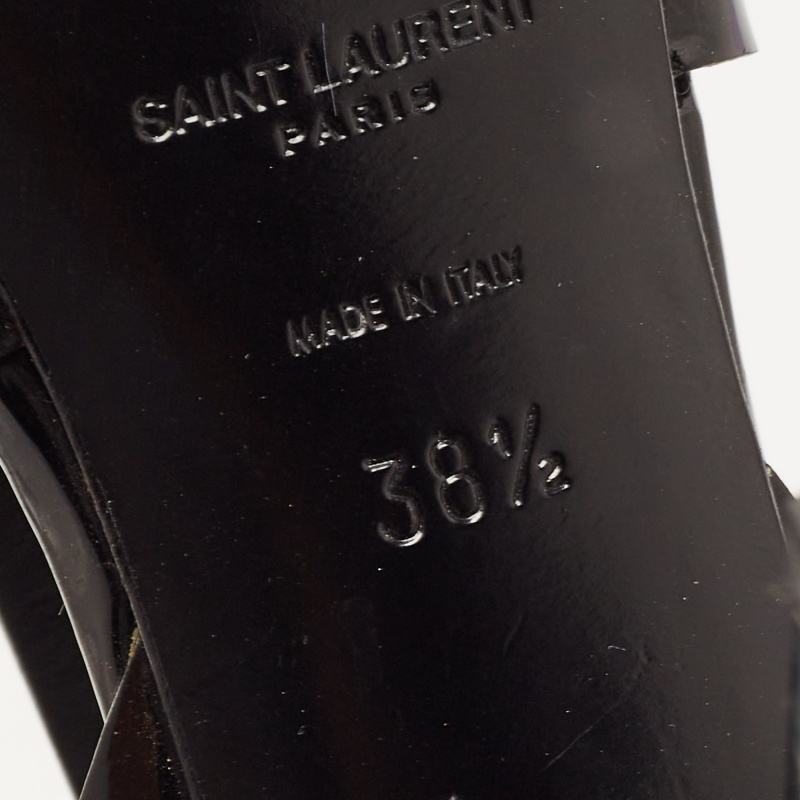 SAINT LAURENT
PARIS
MADE IN ITALY
38½